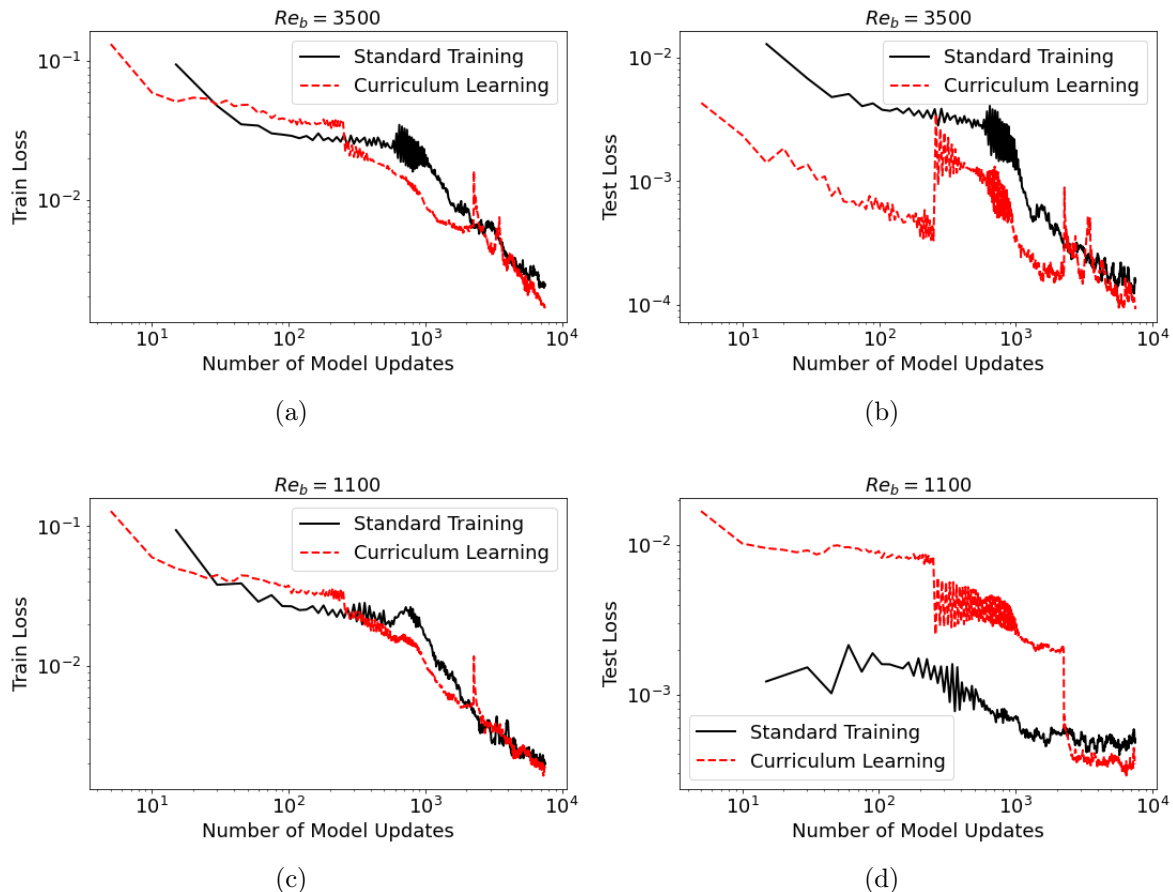 Re_b = 3500
Train Loss
10^{-1}
10^{-2}
Standard Training
Curriculum Learning
10^1 10^2 10^3 10^4
Number of Model Updates
(a)
Re_b = 3500
Test Loss
10^{-2}
10^{-3}
10^{-4}
Standard Training
Curriculum Learning
10^1 10^2 10^3 10^4
Number of Model Updates
(b)
Re_b = 1100
Train Loss
10^{-1}
10^{-2}
Standard Training
Curriculum Learning
10^1 10^2 10^3 10^4
Number of Model Updates
(c)
Re_b = 1100
Test Loss
10^{-2}
10^{-3}
Standard Training
Curriculum Learning
10^1 10^2 10^3 10^4
Number of Model Updates
(d)